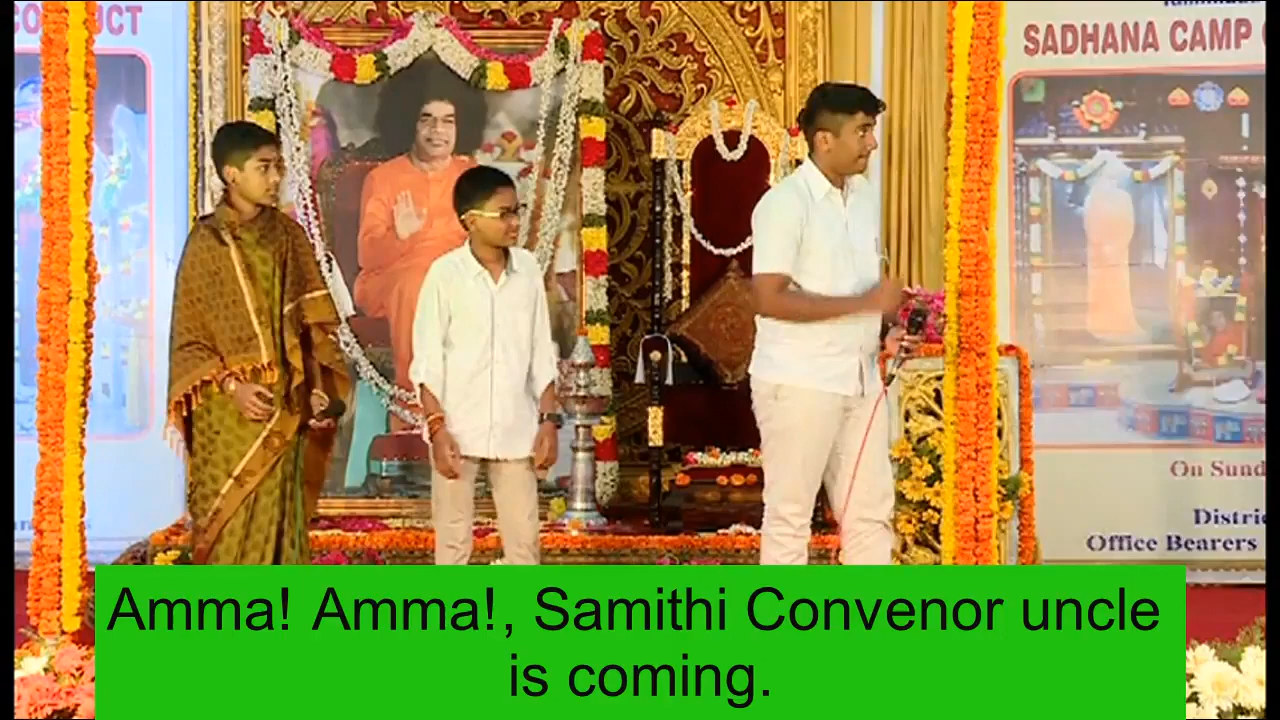 CONDUCT
SADHANA CAMP
On Sund
Distric
Office Bearers
Amma! Amma!, Samithi Convenor uncle
is coming.